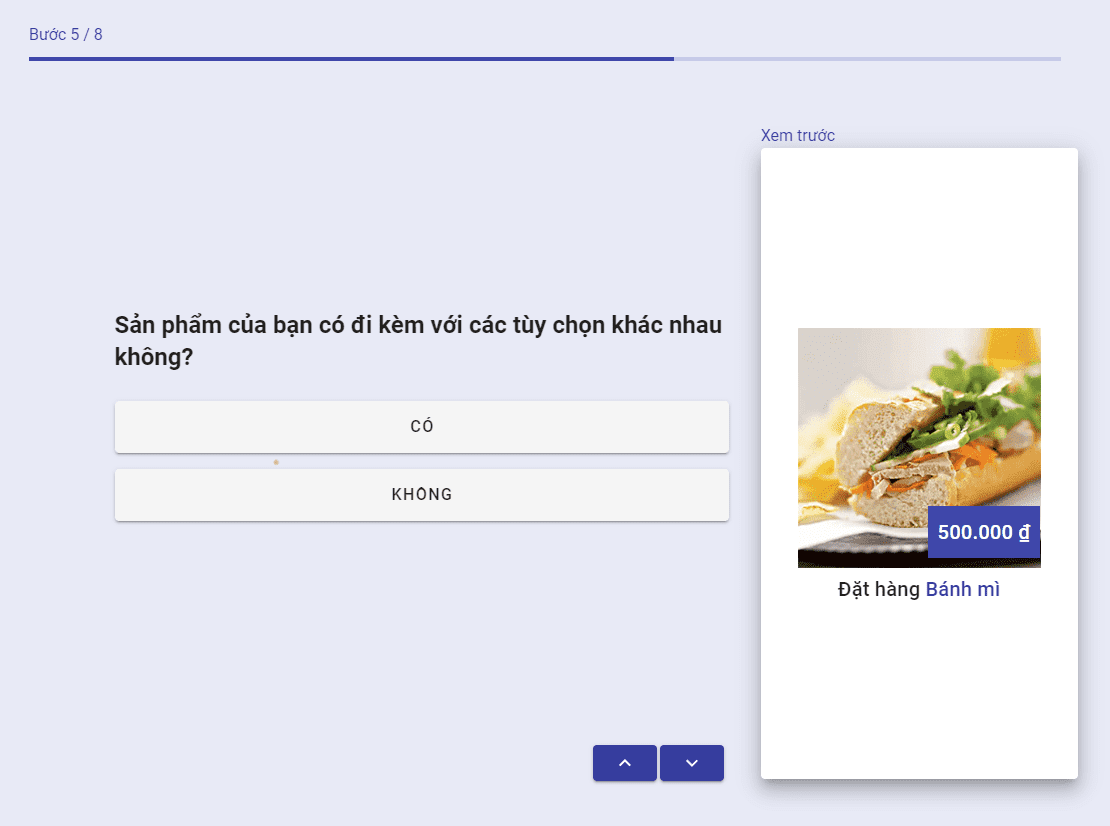 Bước 5 / 8
Xem trước
Sản phẩm của bạn có đi kèm với các tùy chọn khác nhau
không?
CÓ
KHÔNG
500.000 ₫
Đặt hàng Bánh mì